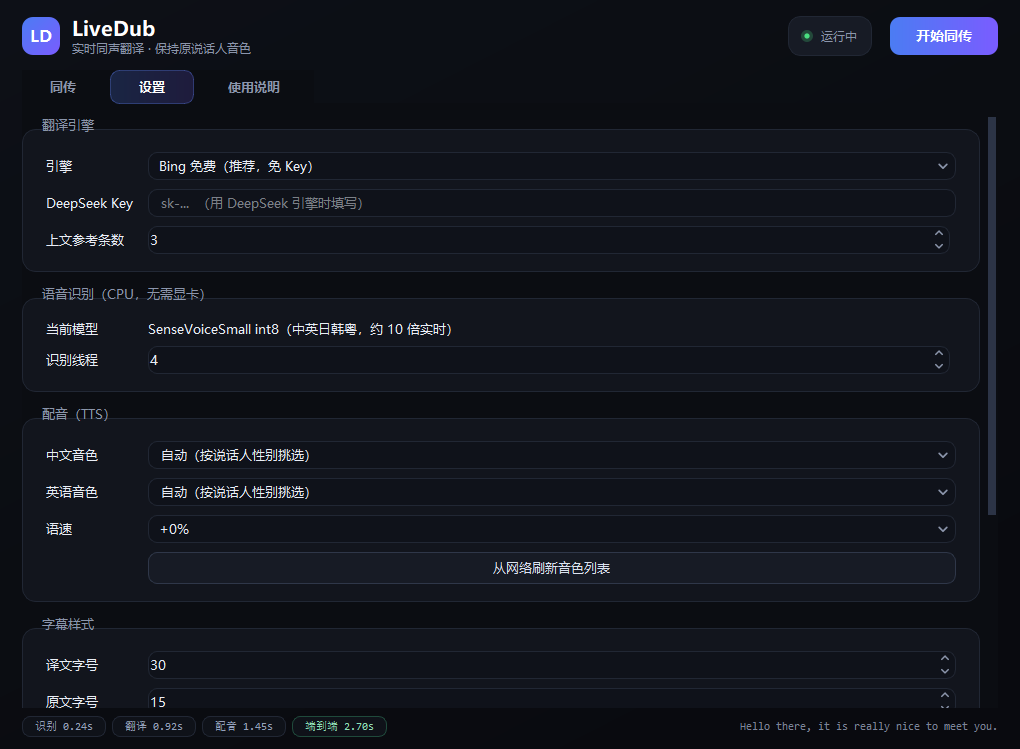 LD
LiveDub
实时同声翻译 · 保持原说话人音色
运行中
开始同传
同传
设置
使用说明
翻译引擎
引擎
Bing 免费（推荐，免 Key）
DeepSeek Key
sk-... （用 DeepSeek 引擎时填写）
上文参考条数
3
语音识别（CPU，无需显卡）
当前模型
SenseVoiceSmall int8（中英日韩粤，约 10 倍实时）
识别线程
4
配音（TTS）
中文音色
自动（按说话人性别挑选）
英语音色
自动（按说话人性别挑选）
语速
+0%
从网络刷新音色列表
字幕样式
译文字号
30
原文字号
15
识别 0.24s
翻译 0.92s
配音 1.45s
端到端 2.70s
Hello there, it is really nice to meet you.